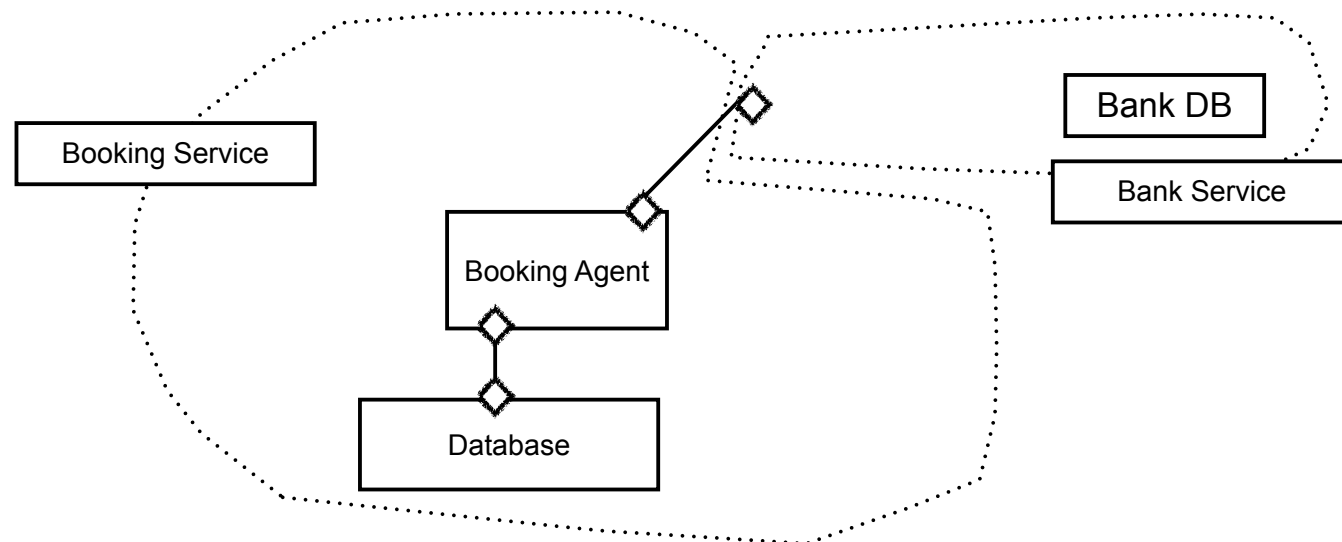 Bank DB
Booking Service
Bank Service
Booking Agent
Database